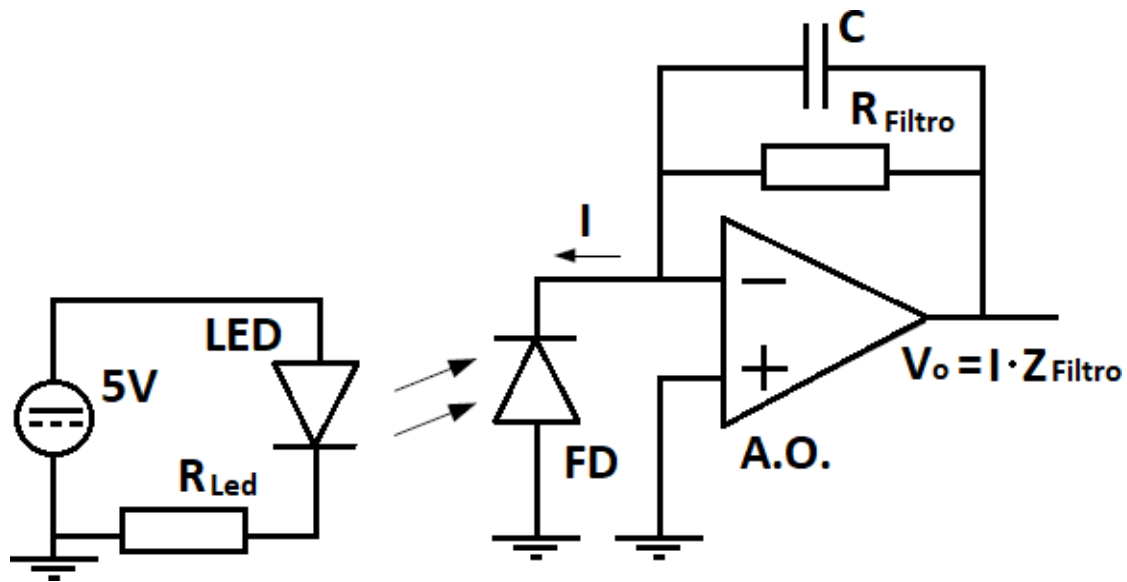 C
R Filtro
I
LED
5V
Vo = I · Z Filtro
FD
A.O.
R Led